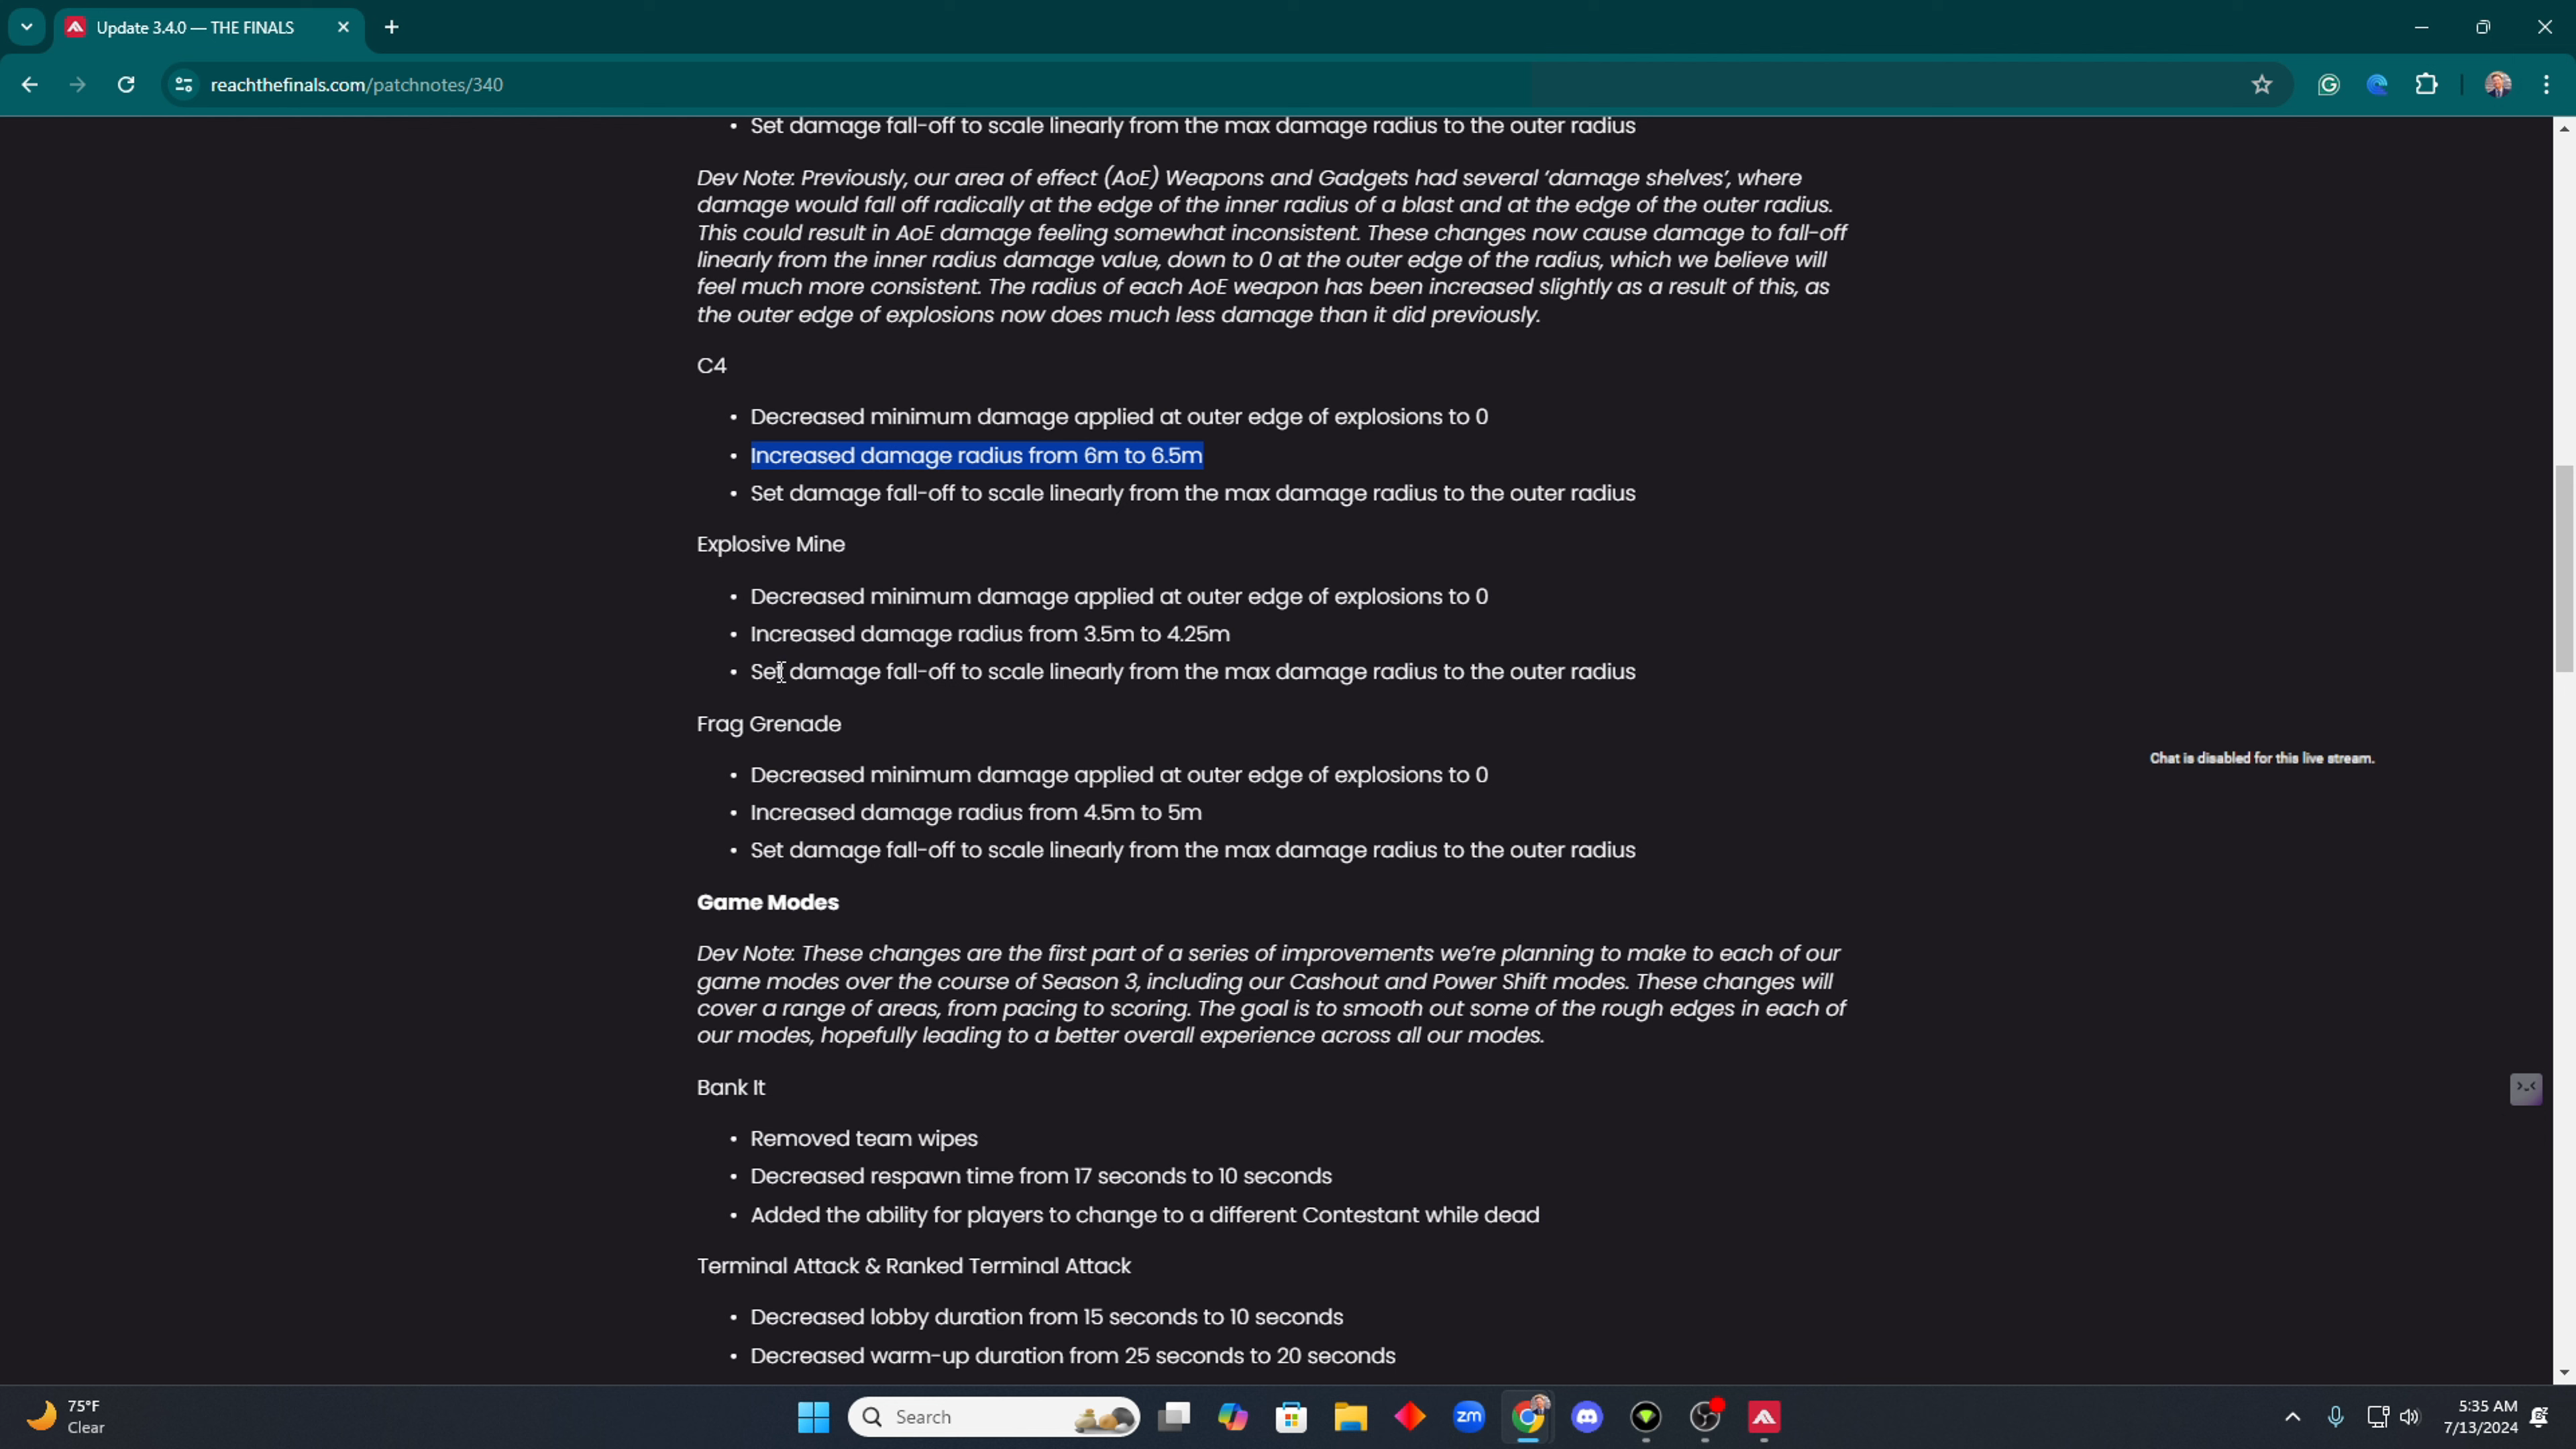 Update 3.4.0 — THE FINALS
reachthefinals.com/patchnotes/340
• Set damage fall-off to scale linearly from the max damage radius to the outer radius
Dev Note: Previously, our area of effect (AoE) Weapons and Gadgets had several ‘damage shelves’, where
damage would fall off radically at the edge of the inner radius of a blast and at the edge of the outer radius.
This could result in AoE damage feeling somewhat inconsistent. These changes now cause damage to fall-off
linearly from the inner radius damage value, down to 0 at the outer edge of the radius, which we believe will
feel much more consistent. The radius of each AoE weapon has been increased slightly as a result of this, as
the outer edge of explosions now does much less damage than it did previously.
C4
• Decreased minimum damage applied at outer edge of explosions to 0
• Increased damage radius from 6m to 6.5m
• Set damage fall-off to scale linearly from the max damage radius to the outer radius
Explosive Mine
• Decreased minimum damage applied at outer edge of explosions to 0
• Increased damage radius from 3.5m to 4.25m
• Set damage fall-off to scale linearly from the max damage radius to the outer radius
Frag Grenade
• Decreased minimum damage applied at outer edge of explosions to 0
Chat is disabled for this live stream.
• Increased damage radius from 4.5m to 5m
• Set damage fall-off to scale linearly from the max damage radius to the outer radius
Game Modes
Dev Note: These changes are the first part of a series of improvements we’re planning to make to each of our
game modes over the course of Season 3, including our Cashout and Power Shift modes. These changes will
cover a range of areas, from pacing to scoring. The goal is to smooth out some of the rough edges in each of
our modes, hopefully leading to a better overall experience across all our modes.
Bank It
• Removed team wipes
• Decreased respawn time from 17 seconds to 10 seconds
• Added the ability for players to change to a different Contestant while dead
Terminal Attack & Ranked Terminal Attack
• Decreased lobby duration from 15 seconds to 10 seconds
• Decreased warm-up duration from 25 seconds to 20 seconds
75°F
Clear
Search
zm
5:35 AM
7/13/2024